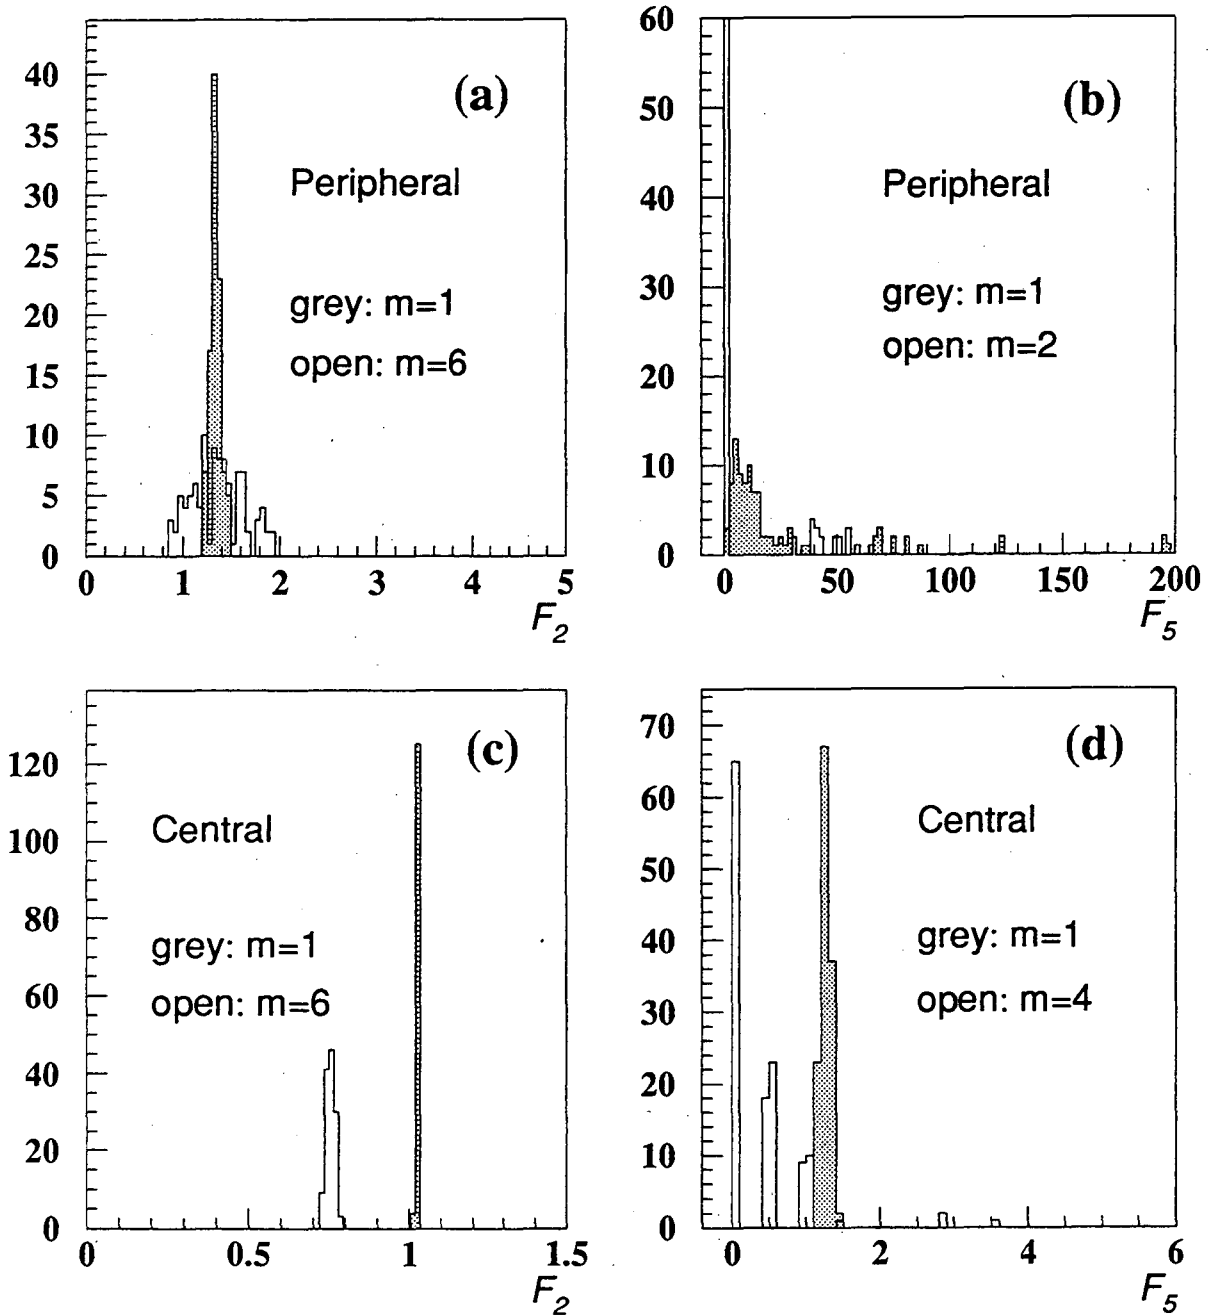 (a)
Peripheral
grey: m=1
open: m=6
40
35
30
25
20
15
10
5
0
0 1 2 3 4 5
F2
(b)
Peripheral
grey: m=1
open: m=2
60
50
40
30
20
10
0
0 50 100 150 200
F5
(c)
Central
grey: m=1
open: m=6
120
100
80
60
40
20
0
0 0.5 1 1.5
F2
(d)
Central
grey: m=1
open: m=4
70
60
50
40
30
20
10
0
0 2 4 6
F5